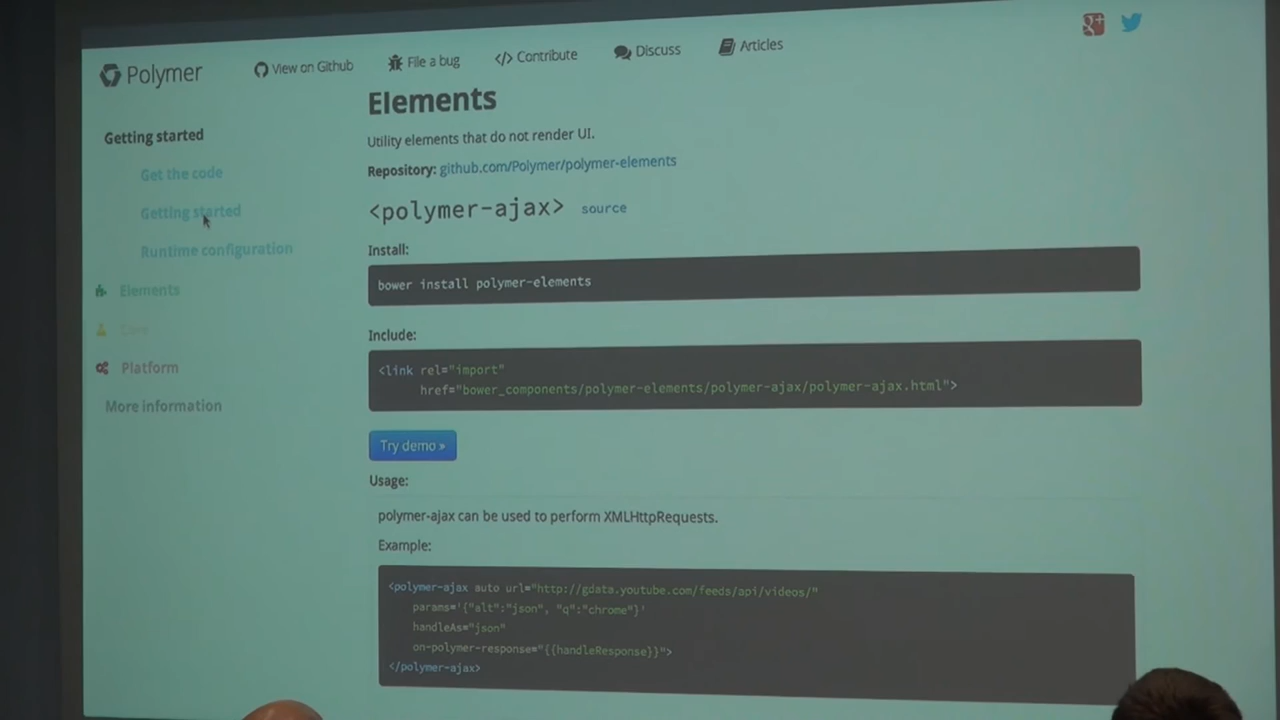 Polymer
View on Github
File a bug
</> Contribute
Discuss
Articles
g+
Getting started
Get the code
Getting started
Runtime configuration
Elements
Platform
More information
Elements
Utility elements that do not render UI.
Repository: github.com/Polymer/polymer-elements
<polymer-ajax> source
Install:
bower install polymer-elements
Include:
<link rel="import"
href="bower_components/polymer-elements/polymer-ajax/polymer-ajax.html">
Try demo »
Usage:
polymer-ajax can be used to perform XMLHttpRequests.
Example:
<polymer-ajax auto url="http://gdata.youtube.com/feeds/api/videos/"
params='{"alt":"json", "q":"chrome"}'
handleAs="json"
on-polymer-response="{{handleResponse}}">
</polymer-ajax>